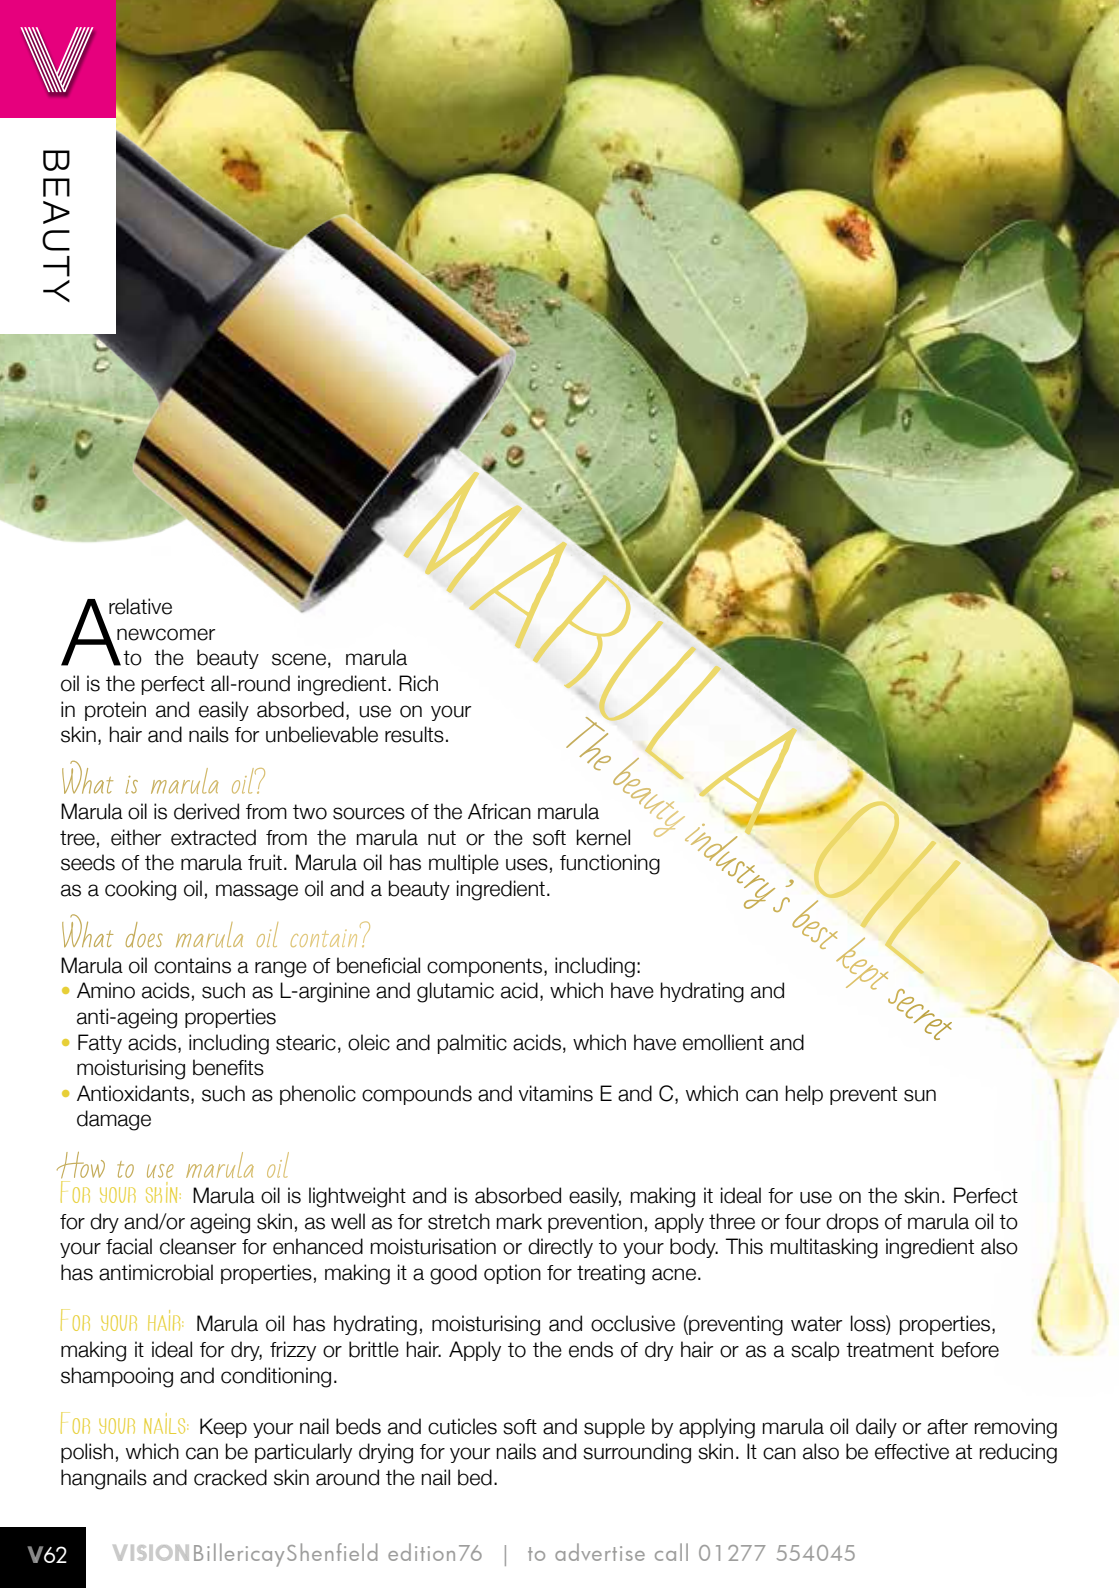 V
BEAUTY
MARULA OIL
The beauty industry's best kept secret
A relative
newcomer
to the beauty scene, marula
oil is the perfect all-round ingredient. Rich
in protein and easily absorbed, use on your
skin, hair and nails for unbelievable results.
What is marula oil?
Marula oil is derived from two sources of the African marula
tree, either extracted from the marula nut or the soft kernel
seeds of the marula fruit. Marula oil has multiple uses, functioning
as a cooking oil, massage oil and a beauty ingredient.
What does marula oil contain?
Marula oil contains a range of beneficial components, including:
• Amino acids, such as L-arginine and glutamic acid, which have hydrating and
anti-ageing properties
• Fatty acids, including stearic, oleic and palmitic acids, which have emollient and
moisturising benefits
• Antioxidants, such as phenolic compounds and vitamins E and C, which can help prevent sun
damage
How to use marula oil
For your skin: Marula oil is lightweight and is absorbed easily, making it ideal for use on the skin. Perfect
for dry and/or ageing skin, as well as for stretch mark prevention, apply three or four drops of marula oil to
your facial cleanser for enhanced moisturisation or directly to your body. This multitasking ingredient also
has antimicrobial properties, making it a good option for treating acne.
For your hair: Marula oil has hydrating, moisturising and occlusive (preventing water loss) properties,
making it ideal for dry, frizzy or brittle hair. Apply to the ends of dry hair or as a scalp treatment before
shampooing and conditioning.
For your nails: Keep your nail beds and cuticles soft and supple by applying marula oil daily or after removing
polish, which can be particularly drying for your nails and surrounding skin. It can also be effective at reducing
hangnails and cracked skin around the nail bed.
V62 VISIONBillericayShenfield edition76 | to advertise call 01277 554045